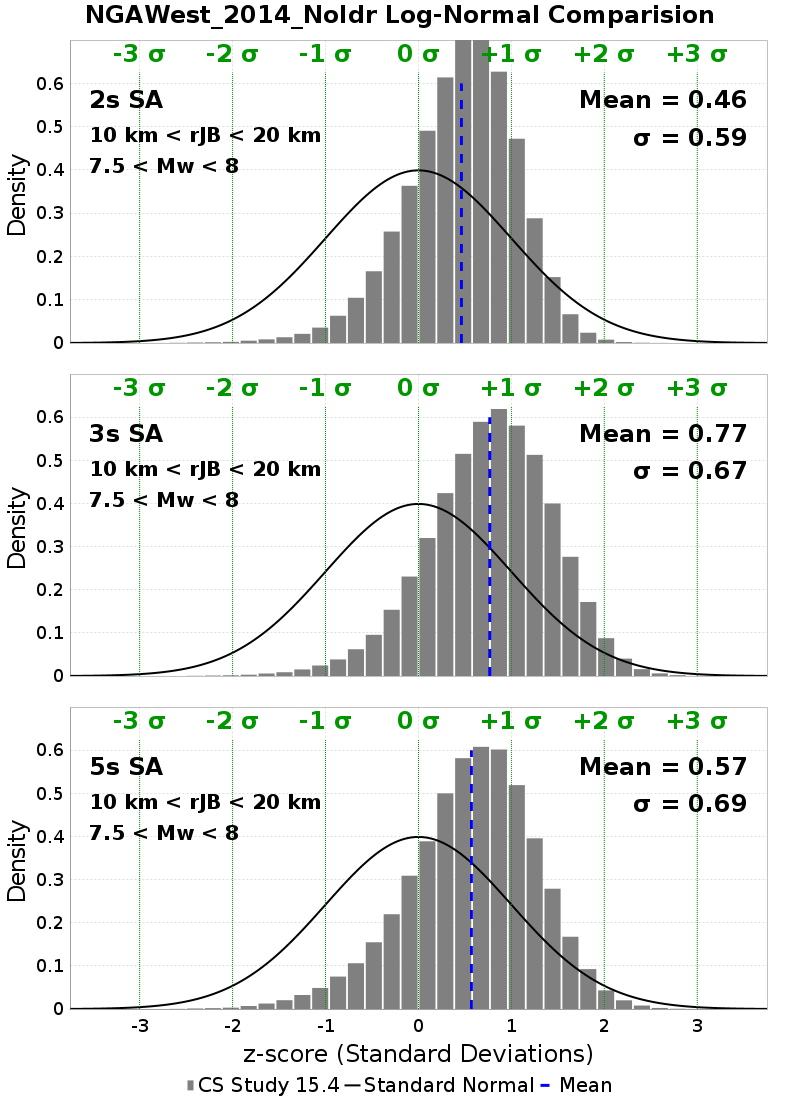 NGAWest_2014_NoIdr Log-Normal Comparision
-3 σ -2 σ -1 σ 0 σ +1 σ +2 σ +3 σ
2s SA Mean = 0.46
10 km < rJB < 20 km σ = 0.59
7.5 < Mw < 8
0.6
0.5
0.4
0.3
0.2
0.1
0
Density
-3 σ -2 σ -1 σ 0 σ +1 σ +2 σ +3 σ
3s SA Mean = 0.77
10 km < rJB < 20 km σ = 0.67
7.5 < Mw < 8
0.6
0.5
0.4
0.3
0.2
0.1
0
Density
-3 σ -2 σ -1 σ 0 σ +1 σ +2 σ +3 σ
5s SA Mean = 0.57
10 km < rJB < 20 km σ = 0.69
7.5 < Mw < 8
0.6
0.5
0.4
0.3
0.2
0.1
0
Density
-3 -2 -1 0 1 2 3
z-score (Standard Deviations)
CS Study 15.4 Standard Normal Mean